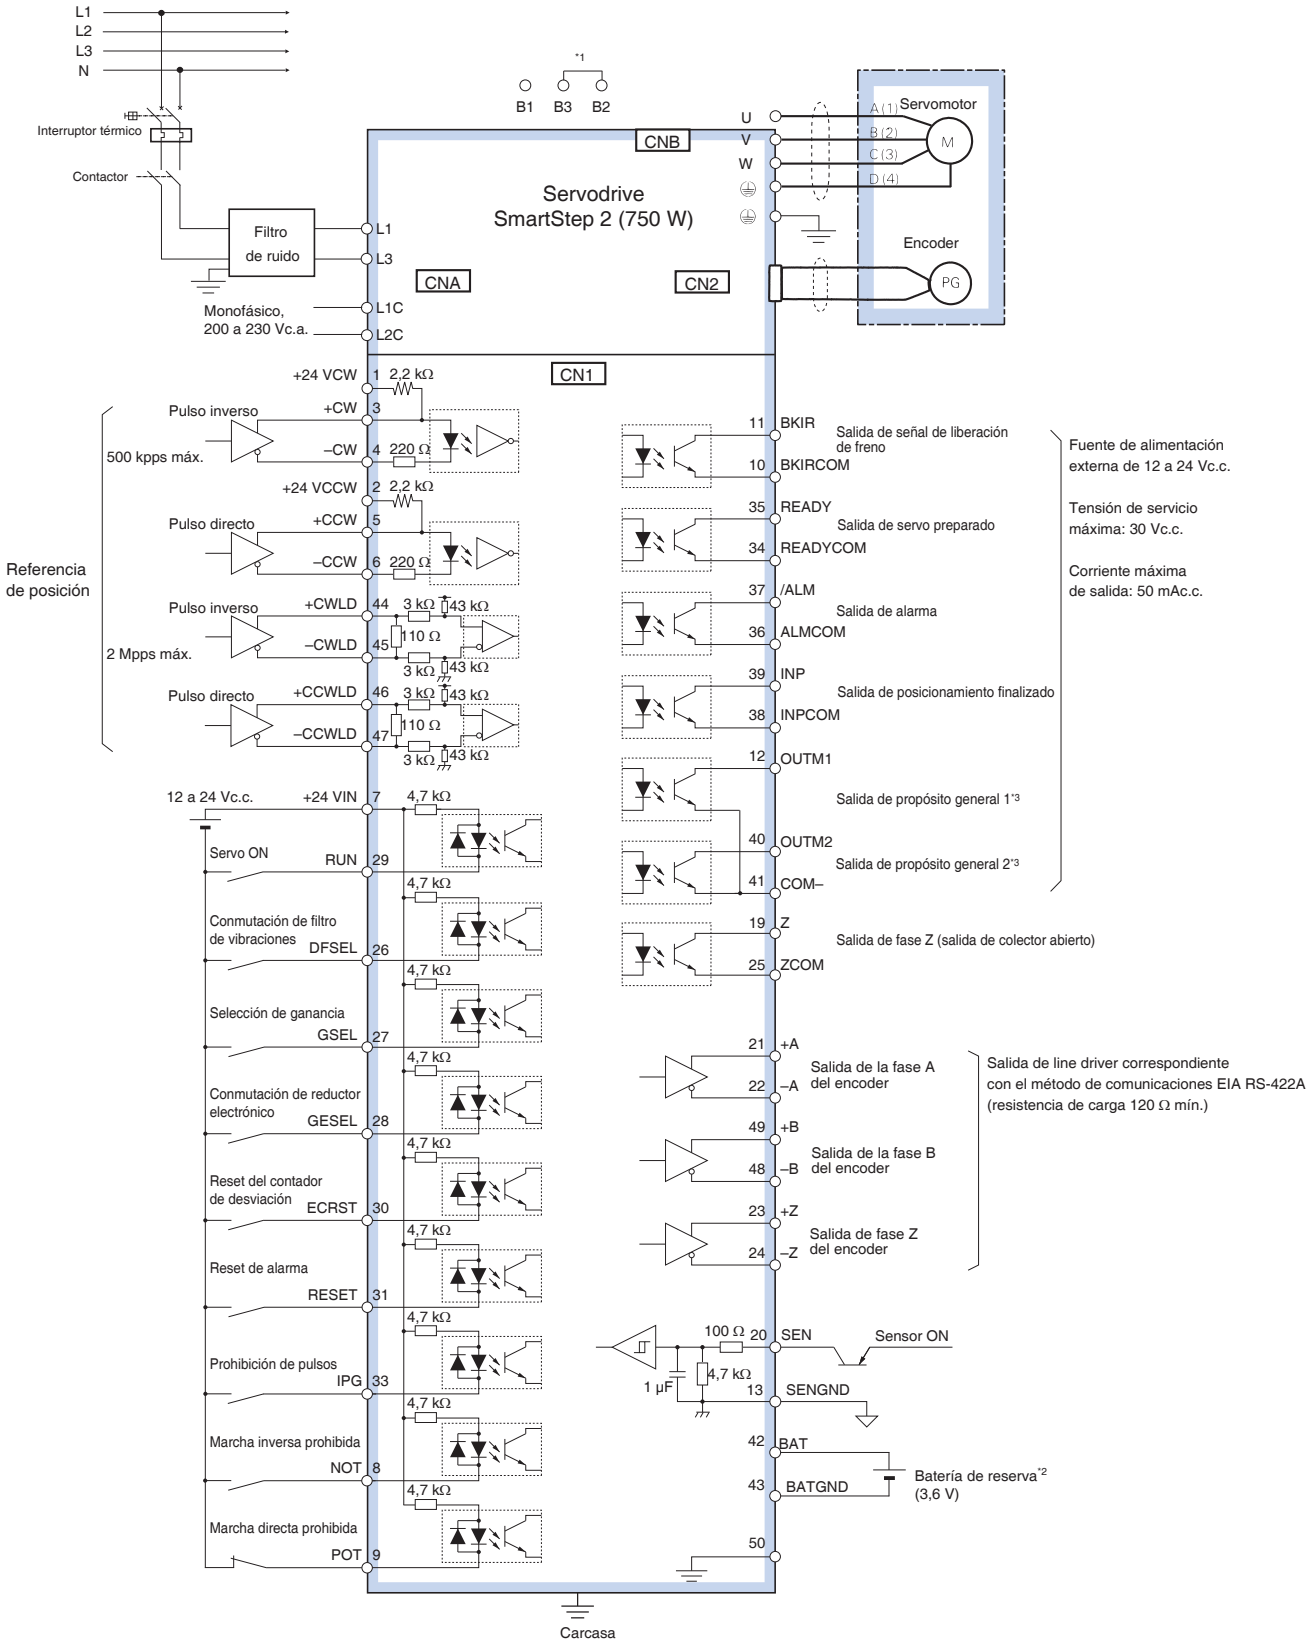 L1
L2
L3
N
*1
B1 B3 B2
Interruptor térmico
Contactor
Filtro
de ruido
L1
L3
Monofásico,
200 a 230 Vc.a.
L1C
L2C
CNB
Servodrive
SmartStep 2 (750 W)
CNA
CN2
CN1
U
V
W
A (1)
B (2)
C (3)
D (4)
Servomotor
M
Encoder
PG
Referencia
de posición
500 kpps máx.
2 Mpps máx.
+24 VCW 1 2,2 kΩ
Pulso inverso
+CW 3
–CW 4 220 Ω
+24 VCCW 2 2,2 kΩ
Pulso directo
+CCW 5
–CCW 6 220 Ω
Pulso inverso
+CWLD 44 3 kΩ 43 kΩ
110 Ω
–CWLD 45
3 kΩ 43 kΩ
Pulso directo
+CCWLD 46 3 kΩ 43 kΩ
110 Ω
–CCWLD 47
3 kΩ 43 kΩ
12 a 24 Vc.c.
+24 VIN 7 4,7 kΩ
Servo ON
RUN 29
4,7 kΩ
Conmutación de filtro
de vibraciones
DFSEL 26
4,7 kΩ
Selección de ganancia
GSEL 27
4,7 kΩ
Conmutación de reductor
electrónico
GESEL 28
4,7 kΩ
Reset del contador
de desviación
ECRST 30
4,7 kΩ
Reset de alarma
RESET 31
4,7 kΩ
Prohibición de pulsos
IPG 33
4,7 kΩ
Marcha inversa prohibida
NOT 8
4,7 kΩ
Marcha directa prohibida
POT 9
11 BKIR
Salida de señal de liberación
de freno
10 BKIRCOM
35 READY
Salida de servo preparado
34 READYCOM
37 /ALM
Salida de alarma
36 ALMCOM
39 INP
Salida de posicionamiento finalizado
38 INPCOM
12 OUTM1
Salida de propósito general 1*3
40 OUTM2
Salida de propósito general 2*3
41 COM–
19 Z
Salida de fase Z (salida de colector abierto)
25 ZCOM
Fuente de alimentación
externa de 12 a 24 Vc.c.
Tensión de servicio
máxima: 30 Vc.c.
Corriente máxima
de salida: 50 mAc.c.
21 +A
Salida de la fase A
del encoder
22 –A
49 +B
Salida de la fase B
del encoder
48 –B
23 +Z
Salida de fase Z
del encoder
24 –Z
Salida de line driver correspondiente
con el método de comunicaciones EIA RS-422A
(resistencia de carga 120 Ω mín.)
100 Ω 20 SEN
Sensor ON
4,7 kΩ
1 µF
13 SENGND
42 BAT
Batería de reserva*2
(3,6 V)
43 BATGND
50
Carcasa